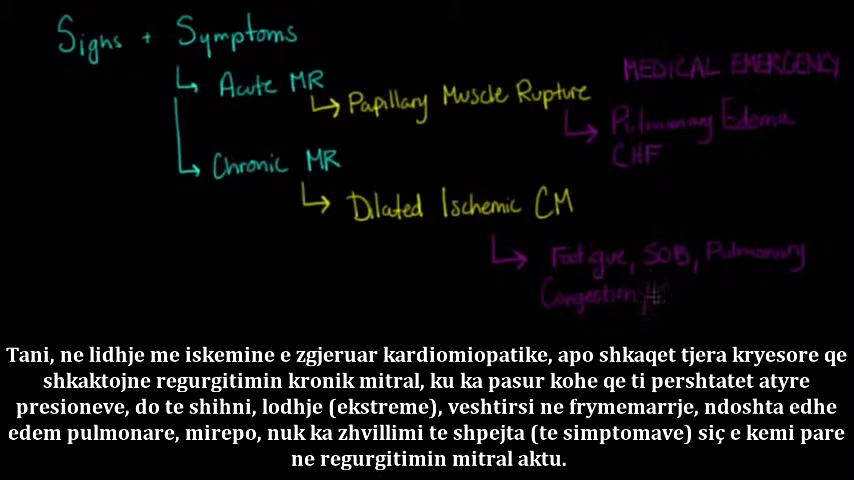 Signs + Symptoms
MEDICAL EMERGENCY
Acute MR
Papillary Muscle Rupture
Pulmonary Edema
CHF
Chronic MR
Dilated Ischemic CM
Fatigue, SOB, Pulmonary
Congestion
Tani, ne lidhje me iskemine e zgjeruar kardiomiopatike, apo shkaqet tjera kryesore qe
shkaktojne regurgitimin kronik mitral, ku ka pasur kohe qe ti pershtatet atyre
presioneve, do te shihni, lodhje (ekstreme), veshtirsi ne frymemarrje, ndoshta edhe
edem pulmonare, mirepo, nuk ka zhvillimi te shpejta (te simptomave) siç e kemi pare
ne regurgitimin mitral aktu.